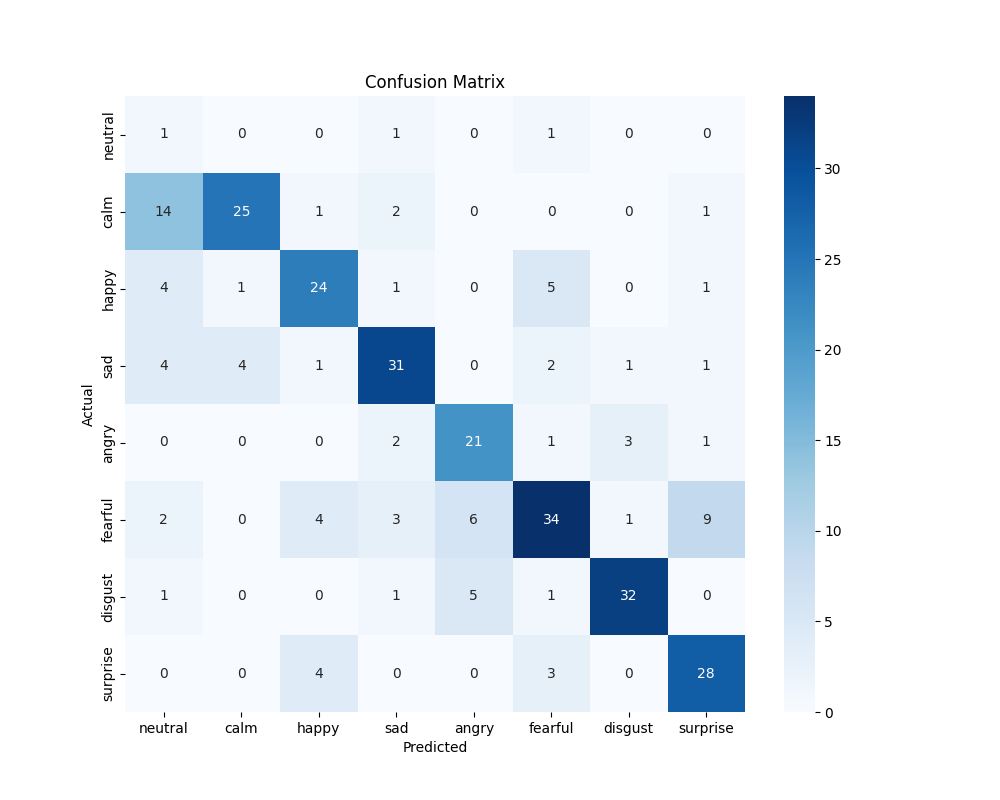 Confusion Matrix
Actual
neutral 1 0 0 1 0 1 0 0
calm 14 25 1 2 0 0 0 1
happy 4 1 24 1 0 5 0 1
sad 4 4 1 31 0 2 1 1
angry 0 0 0 2 21 1 3 1
fearful 2 0 4 3 6 34 1 9
disgust 1 0 0 1 5 1 32 0
surprise 0 0 4 0 0 3 0 28
neutral calm happy sad angry fearful disgust surprise
Predicted
30
25
20
15
10
5
0